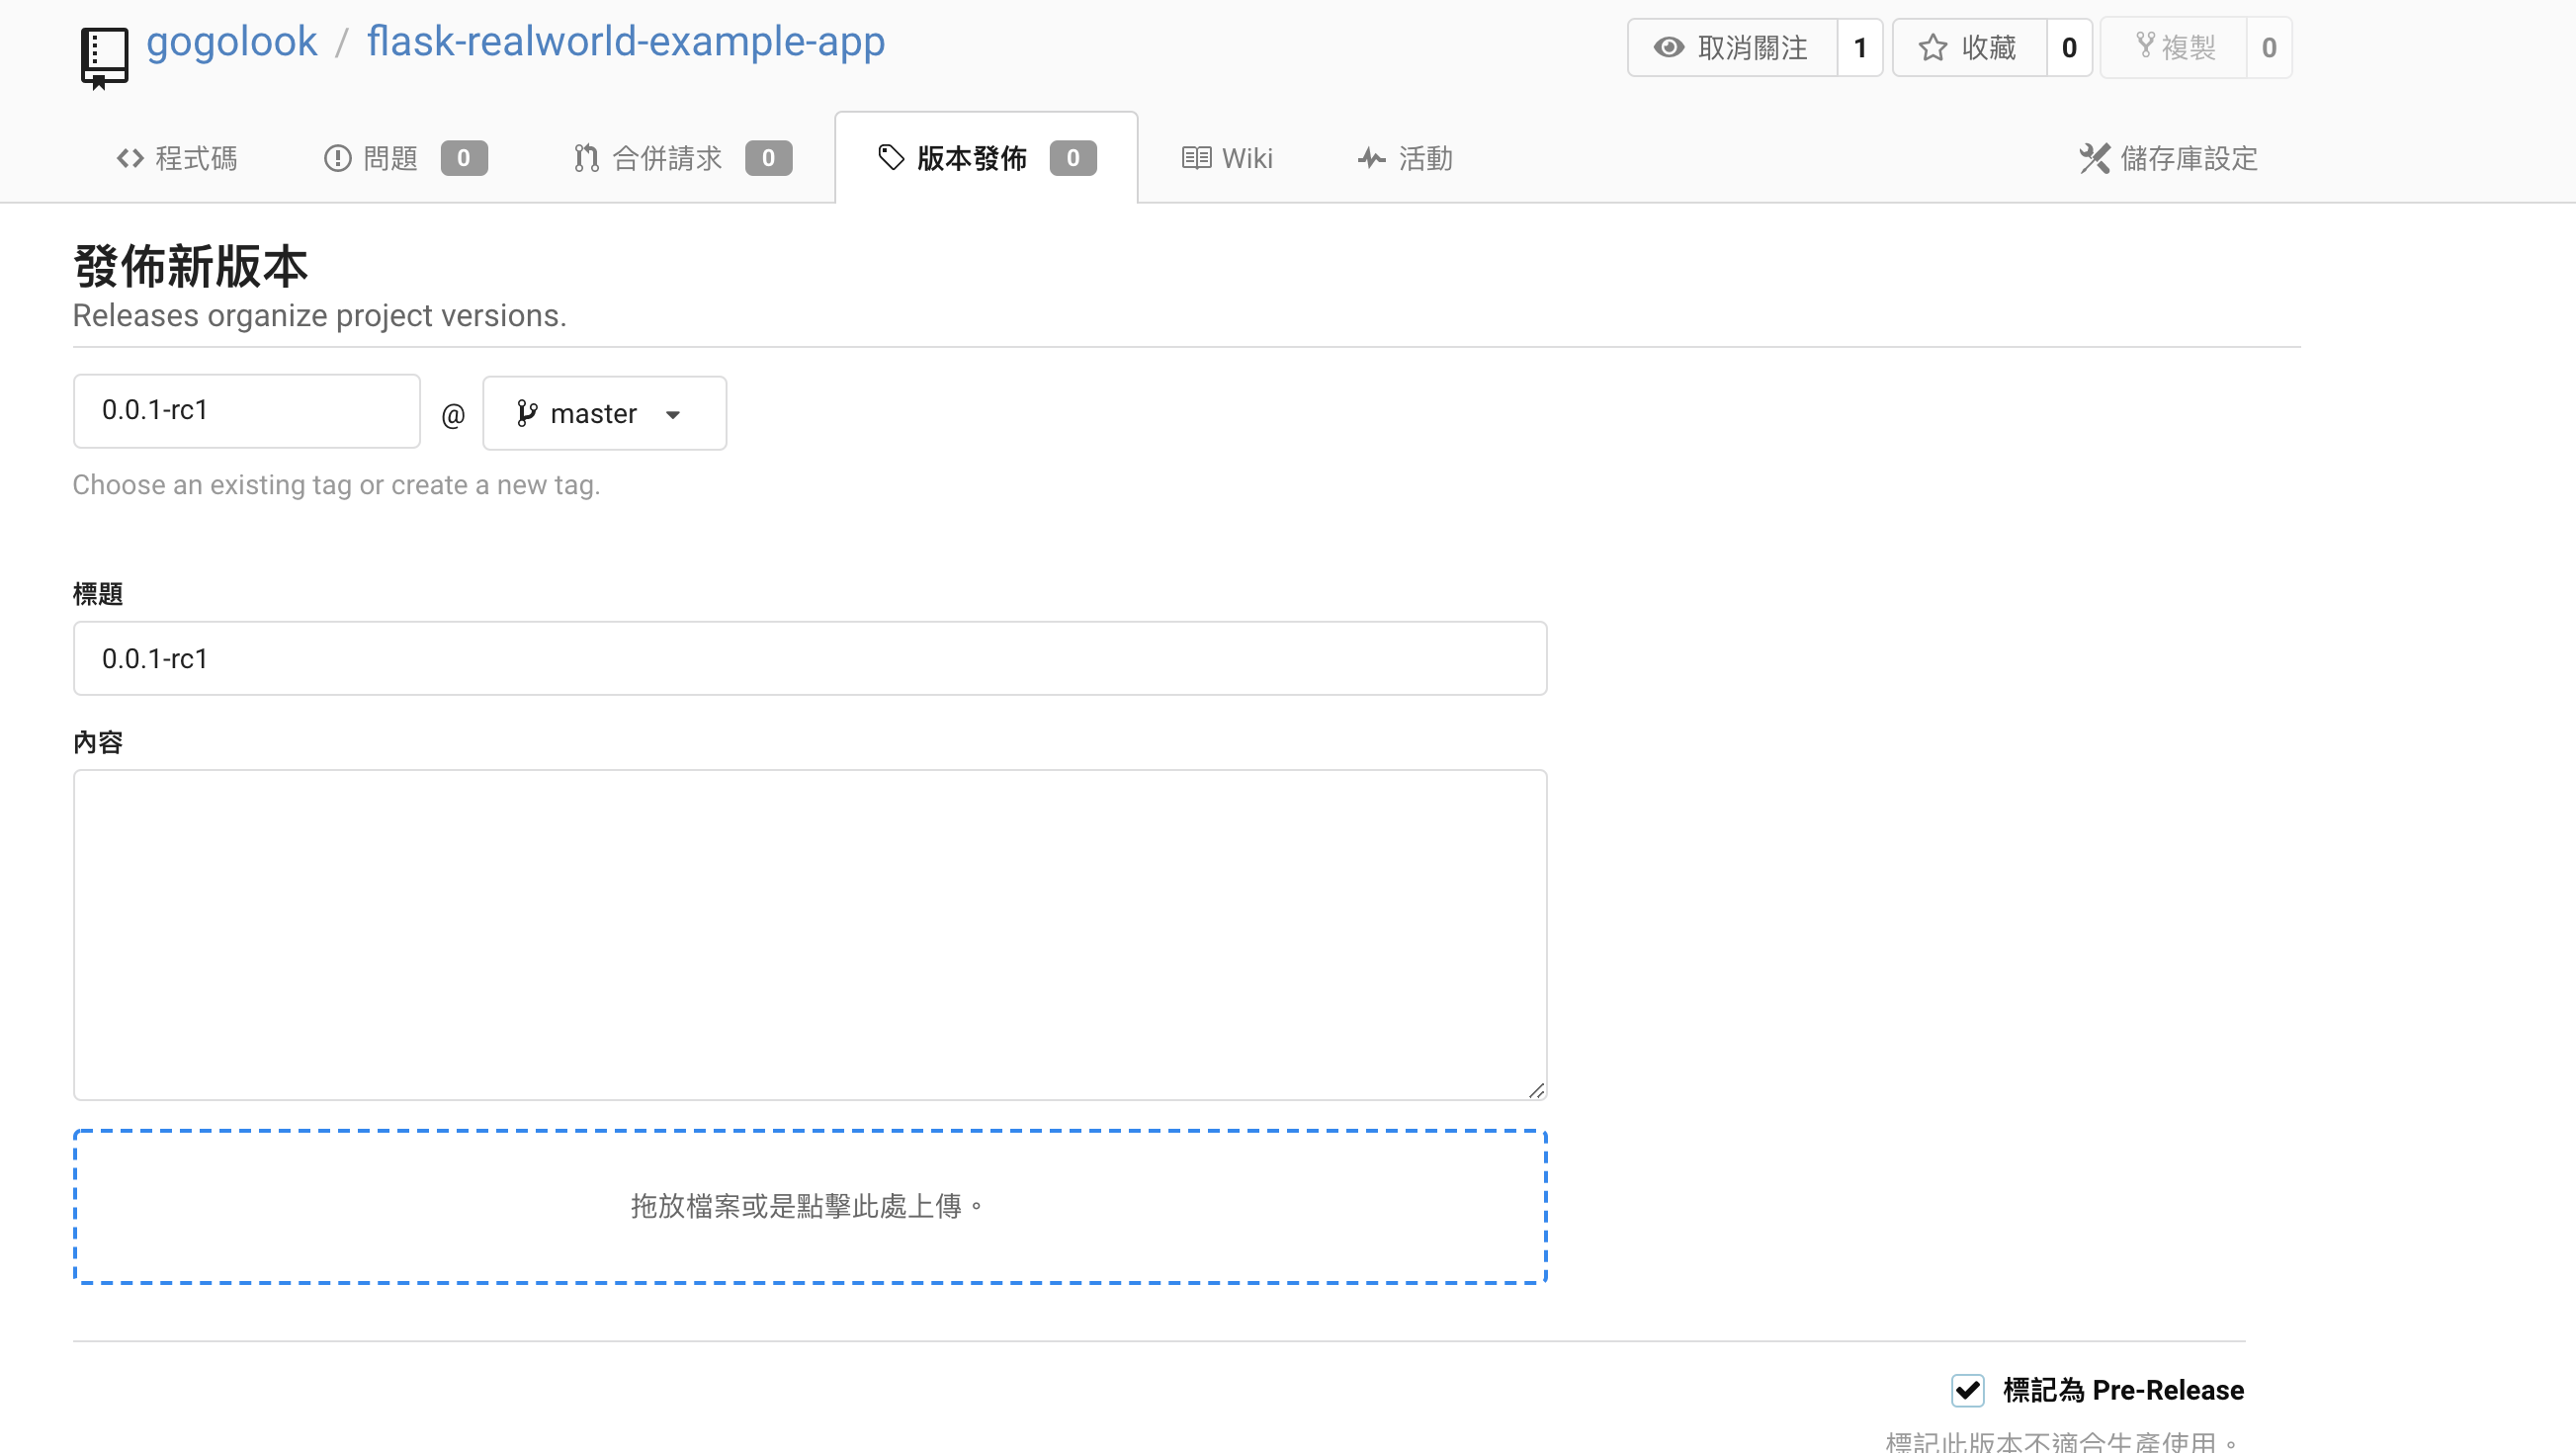 gogolook / flask-realworld-example-app
取消關注 1 收藏 0 複製 0
程式碼 問題 0 合併請求 0 版本發佈 0 Wiki 活動 儲存庫設定
發佈新版本
Releases organize project versions.
0.0.1-rc1 @ master
Choose an existing tag or create a new tag.
標題
0.0.1-rc1
內容
拖放檔案或是點擊此處上傳。
標記為 Pre-Release
標記此版本不適合生產使用。